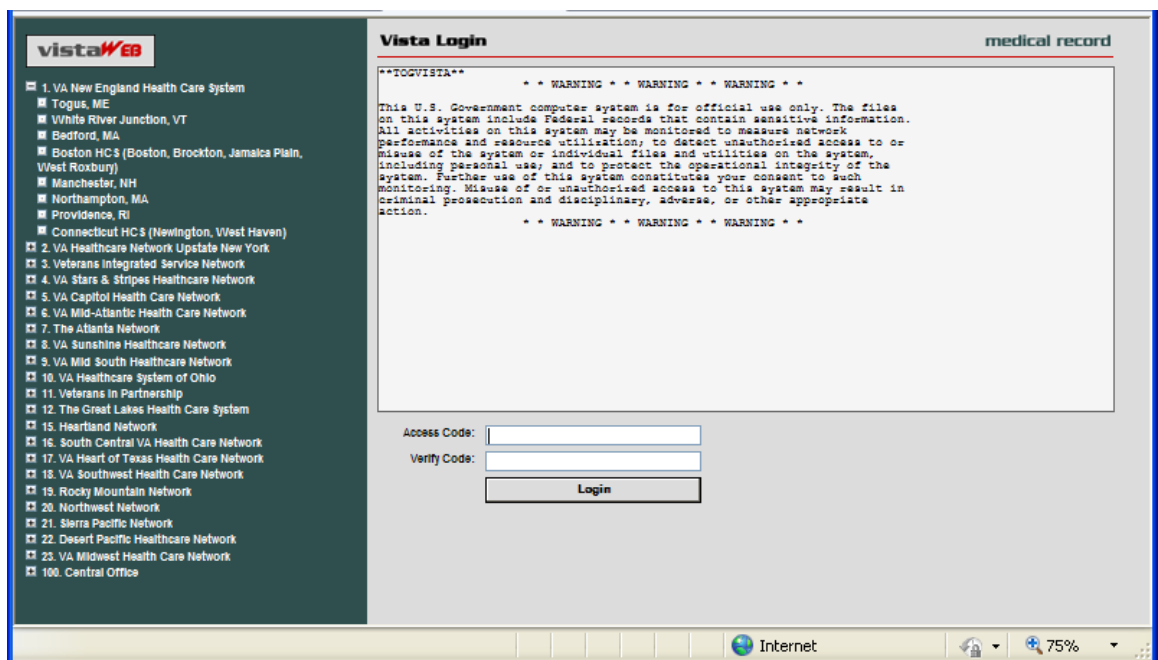 vistaWEB
1. VA New England Health Care System
Togus, ME
White River Junction, VT
Bedford, MA
Boston HCS (Boston, Brockton, Jamaica Plain,
West Roxbury)
Manchester, NH
Northampton, MA
Providence, RI
Connecticut HCS (Newington, West Haven)
2. VA Healthcare Network Upstate New York
3. Veterans Integrated Service Network
4. VA Stars & Stripes Healthcare Network
5. VA Capitol Health Care Network
6. VA Mid-Atlantic Health Care Network
7. The Atlanta Network
8. VA Sunshine Healthcare Network
9. VA Mid South Healthcare Network
10. VA Healthcare System of Ohio
11. Veterans in Partnership
12. The Great Lakes Health Care System
15. Heartland Network
16. South Central VA Health Care Network
17. VA Heart of Texas Health Care Network
18. VA Southwest Health Care Network
19. Rocky Mountain Network
20. Northwest Network
21. Sierra Pacific Network
22. Desert Pacific Healthcare Network
23. VA Midwest Health Care Network
100. Central Office
Vista Login
medical record
**TOGVISTA**
* * WARNING * * WARNING * * WARNING * *
This U.S. Government computer system is for official use only. The files
on this system include Federal records that contain sensitive information.
All activities on this system may be monitored to measure network
performance and resource utilization; to detect unauthorized access to or
misuse of the system or individual files and utilities on the system,
including personal use; and to protect the operational integrity of the
system. Further use of this system constitutes your consent to such
monitoring. Misuse of or unauthorized access to this system may result in
criminal prosecution and disciplinary, adverse, or other appropriate
action.
* * WARNING * * WARNING * * WARNING * *
Access Code:
Verify Code:
Login
Internet
75%